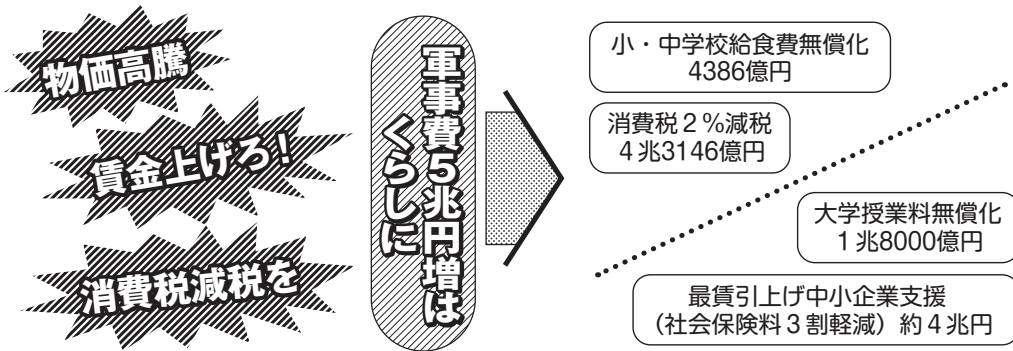 物価高騰
賃金上げろ！
消費税減税を
軍事費５兆円増は
くらしに
小・中学校給食費無償化
4386億円
消費税２％減税
４兆3146億円
大学授業料無償化
１兆8000億円
最賃引上げ中小企業支援
（社会保険料３割軽減）約４兆円